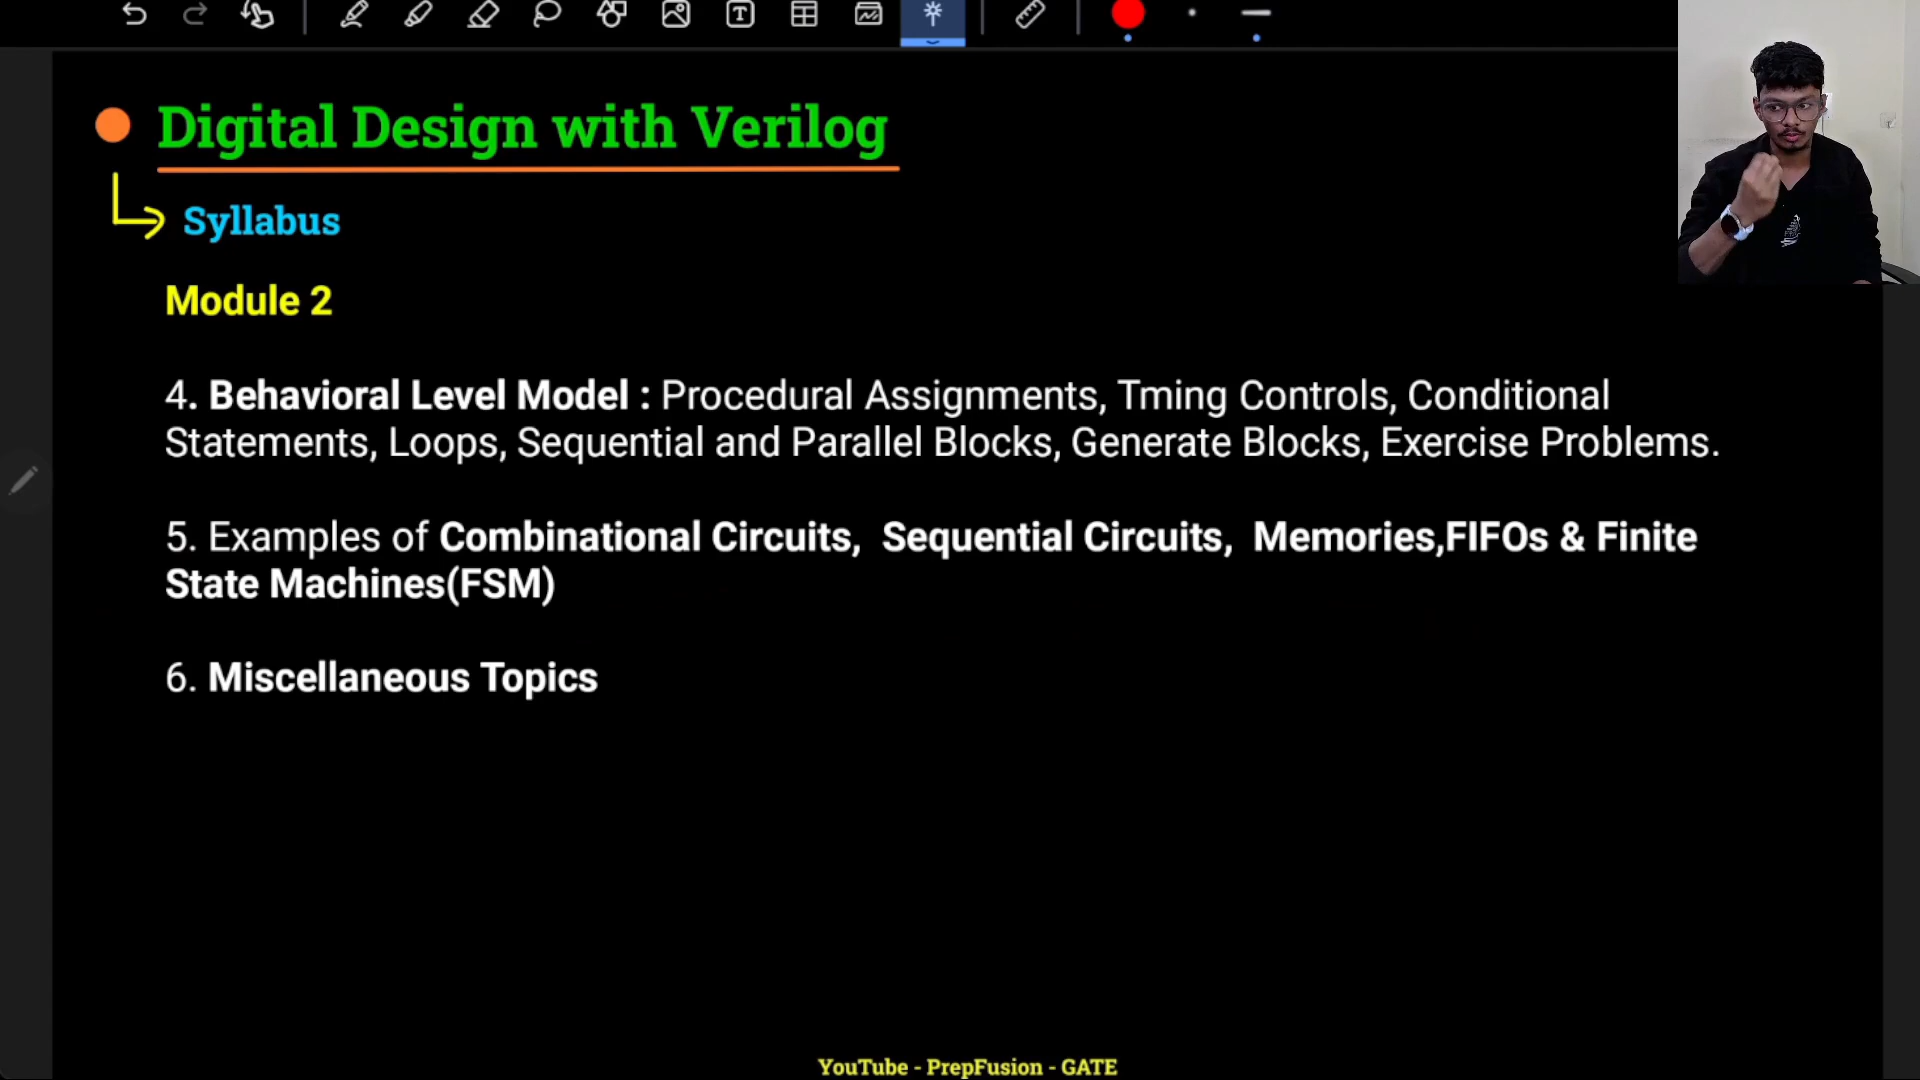 Digital Design with Verilog
Syllabus
Module 2
4. Behavioral Level Model : Procedural Assignments, Tming Controls, Conditional
Statements, Loops, Sequential and Parallel Blocks, Generate Blocks, Exercise Problems.
5. Examples of Combinational Circuits, Sequential Circuits, Memories,FIFOs & Finite
State Machines(FSM)
6. Miscellaneous Topics
YouTube - PrepFusion - GATE